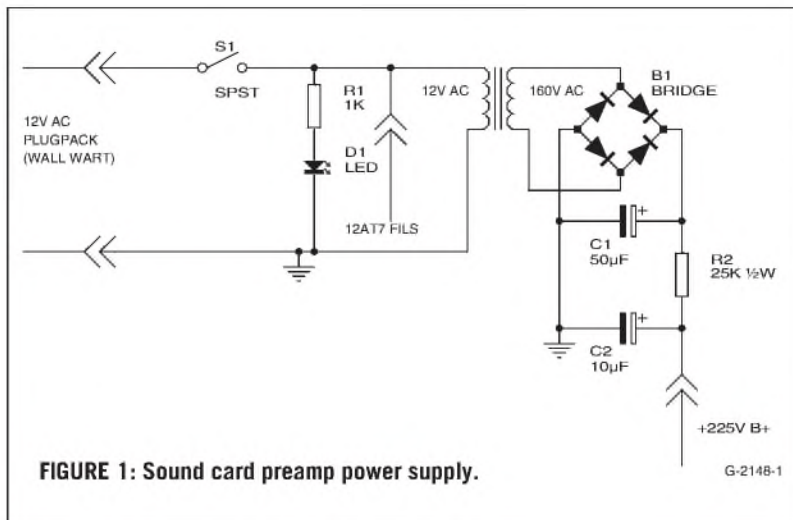 S1
SPST
12V AC
PLUGPACK
(WALL WART)
R1
1K
D1
LED
12AT7 FILS
12V AC
160V AC
B1
BRIDGE
+
C1
50µF
R2
25K ½W
+
C2
10µF
+225V B+
FIGURE 1: Sound card preamp power supply.
G-2148-1